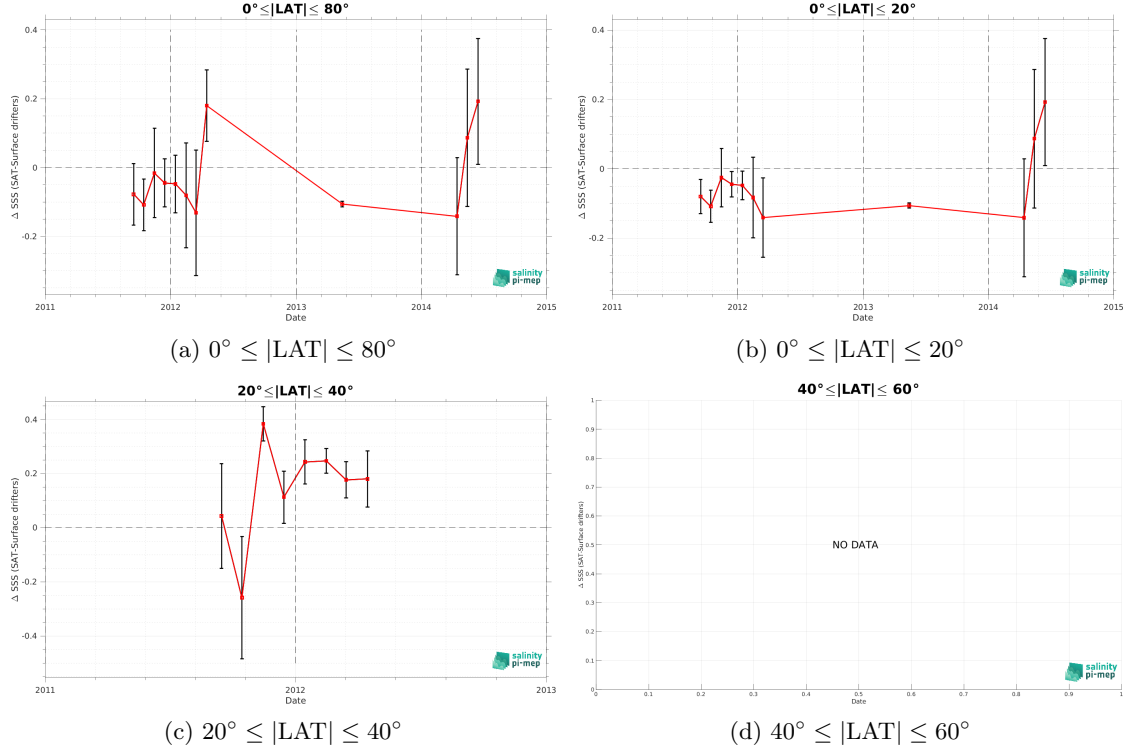 0°≤|LAT|≤ 80°
Δ SSS (SAT-Surface drifters)
0.4
0.2
0
-0.2
2011
2012
2013
2014
2015
Date
salinity
pi-mep
(a) 0° ≤ |LAT| ≤ 80°
0°≤|LAT|≤ 20°
Δ SSS (SAT-Surface drifters)
0.4
0.2
0
-0.2
2011
2012
2013
2014
2015
Date
salinity
pi-mep
(b) 0° ≤ |LAT| ≤ 20°
20°≤|LAT|≤ 40°
Δ SSS (SAT-Surface drifters)
0.4
0.2
0
-0.2
-0.4
2011
2012
2013
Date
salinity
pi-mep
(c) 20° ≤ |LAT| ≤ 40°
40°≤|LAT|≤ 60°
Δ SSS (SAT-Surface drifters)
1
0.9
0.8
0.7
0.6
0.5
0.4
0.3
0.2
0.1
0
NO DATA
0
0.1
0.2
0.3
0.4
0.5
0.6
0.7
0.8
0.9
1
Date
salinity
pi-mep
(d) 40° ≤ |LAT| ≤ 60°